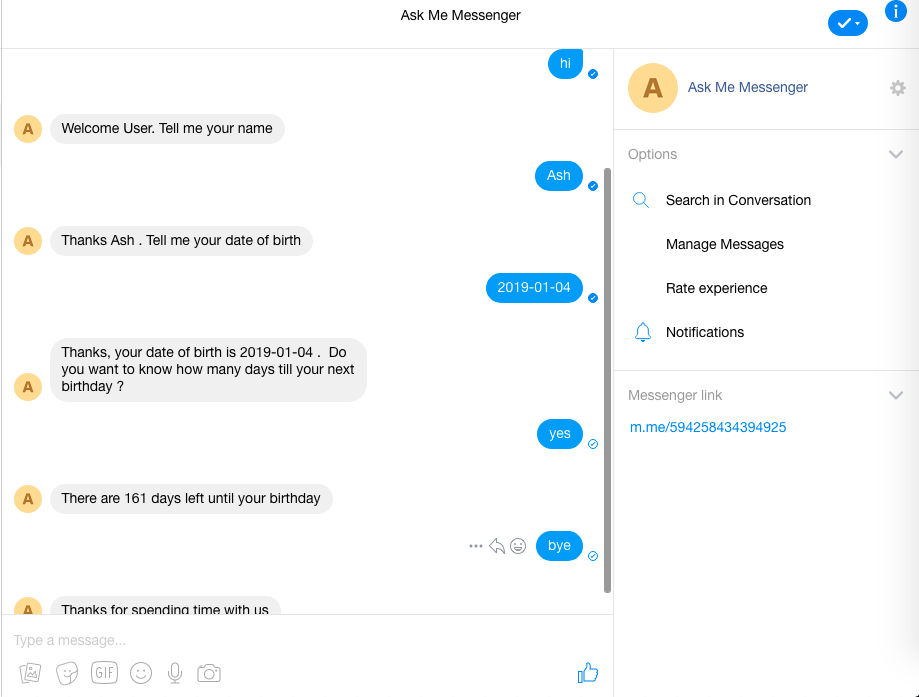 Ask Me Messenger
i
hi
A
Welcome User. Tell me your name
Ash
A
Thanks Ash . Tell me your date of birth
2019-01-04
Thanks, your date of birth is 2019-01-04 .  Do
you want to know how many days till your next
birthday ?
A
yes
A
There are 161 days left until your birthday
bye
A
Thanks for spending time with us
Type a message...
GIF
A
Ask Me Messenger
Options
Search in Conversation
Manage Messages
Rate experience
Notifications
Messenger link
m.me/594258434394925